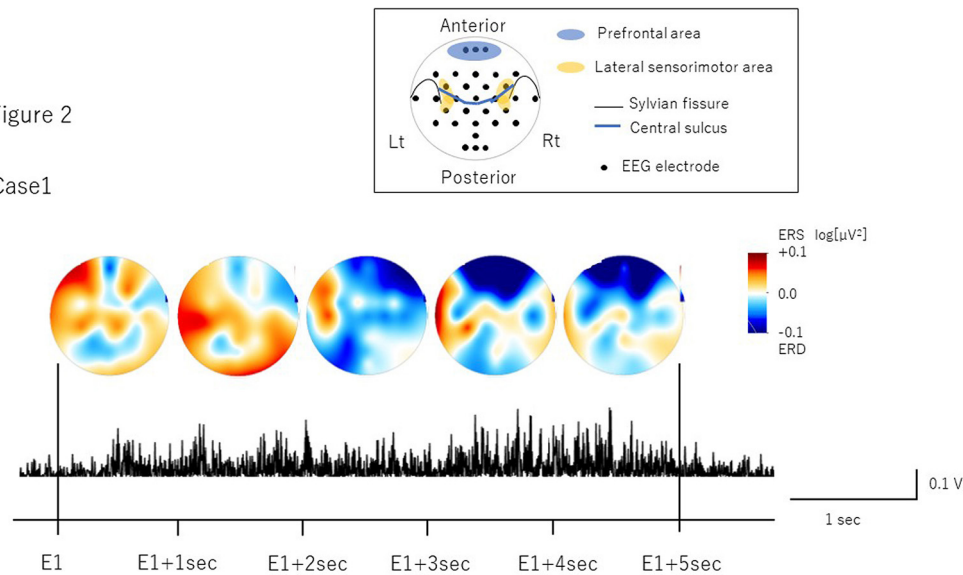 Anterior
Prefrontal area
Lateral sensorimotor area
Sylvian fissure
Central sulcus
EEG electrode
Lt
Rt
Posterior
igure 2
Case1
ERS log[μV²]
+0.1
0.0
-0.1
ERD
0.1 V
1 sec
E1
E1+1sec
E1+2sec
E1+3sec
E1+4sec
E1+5sec